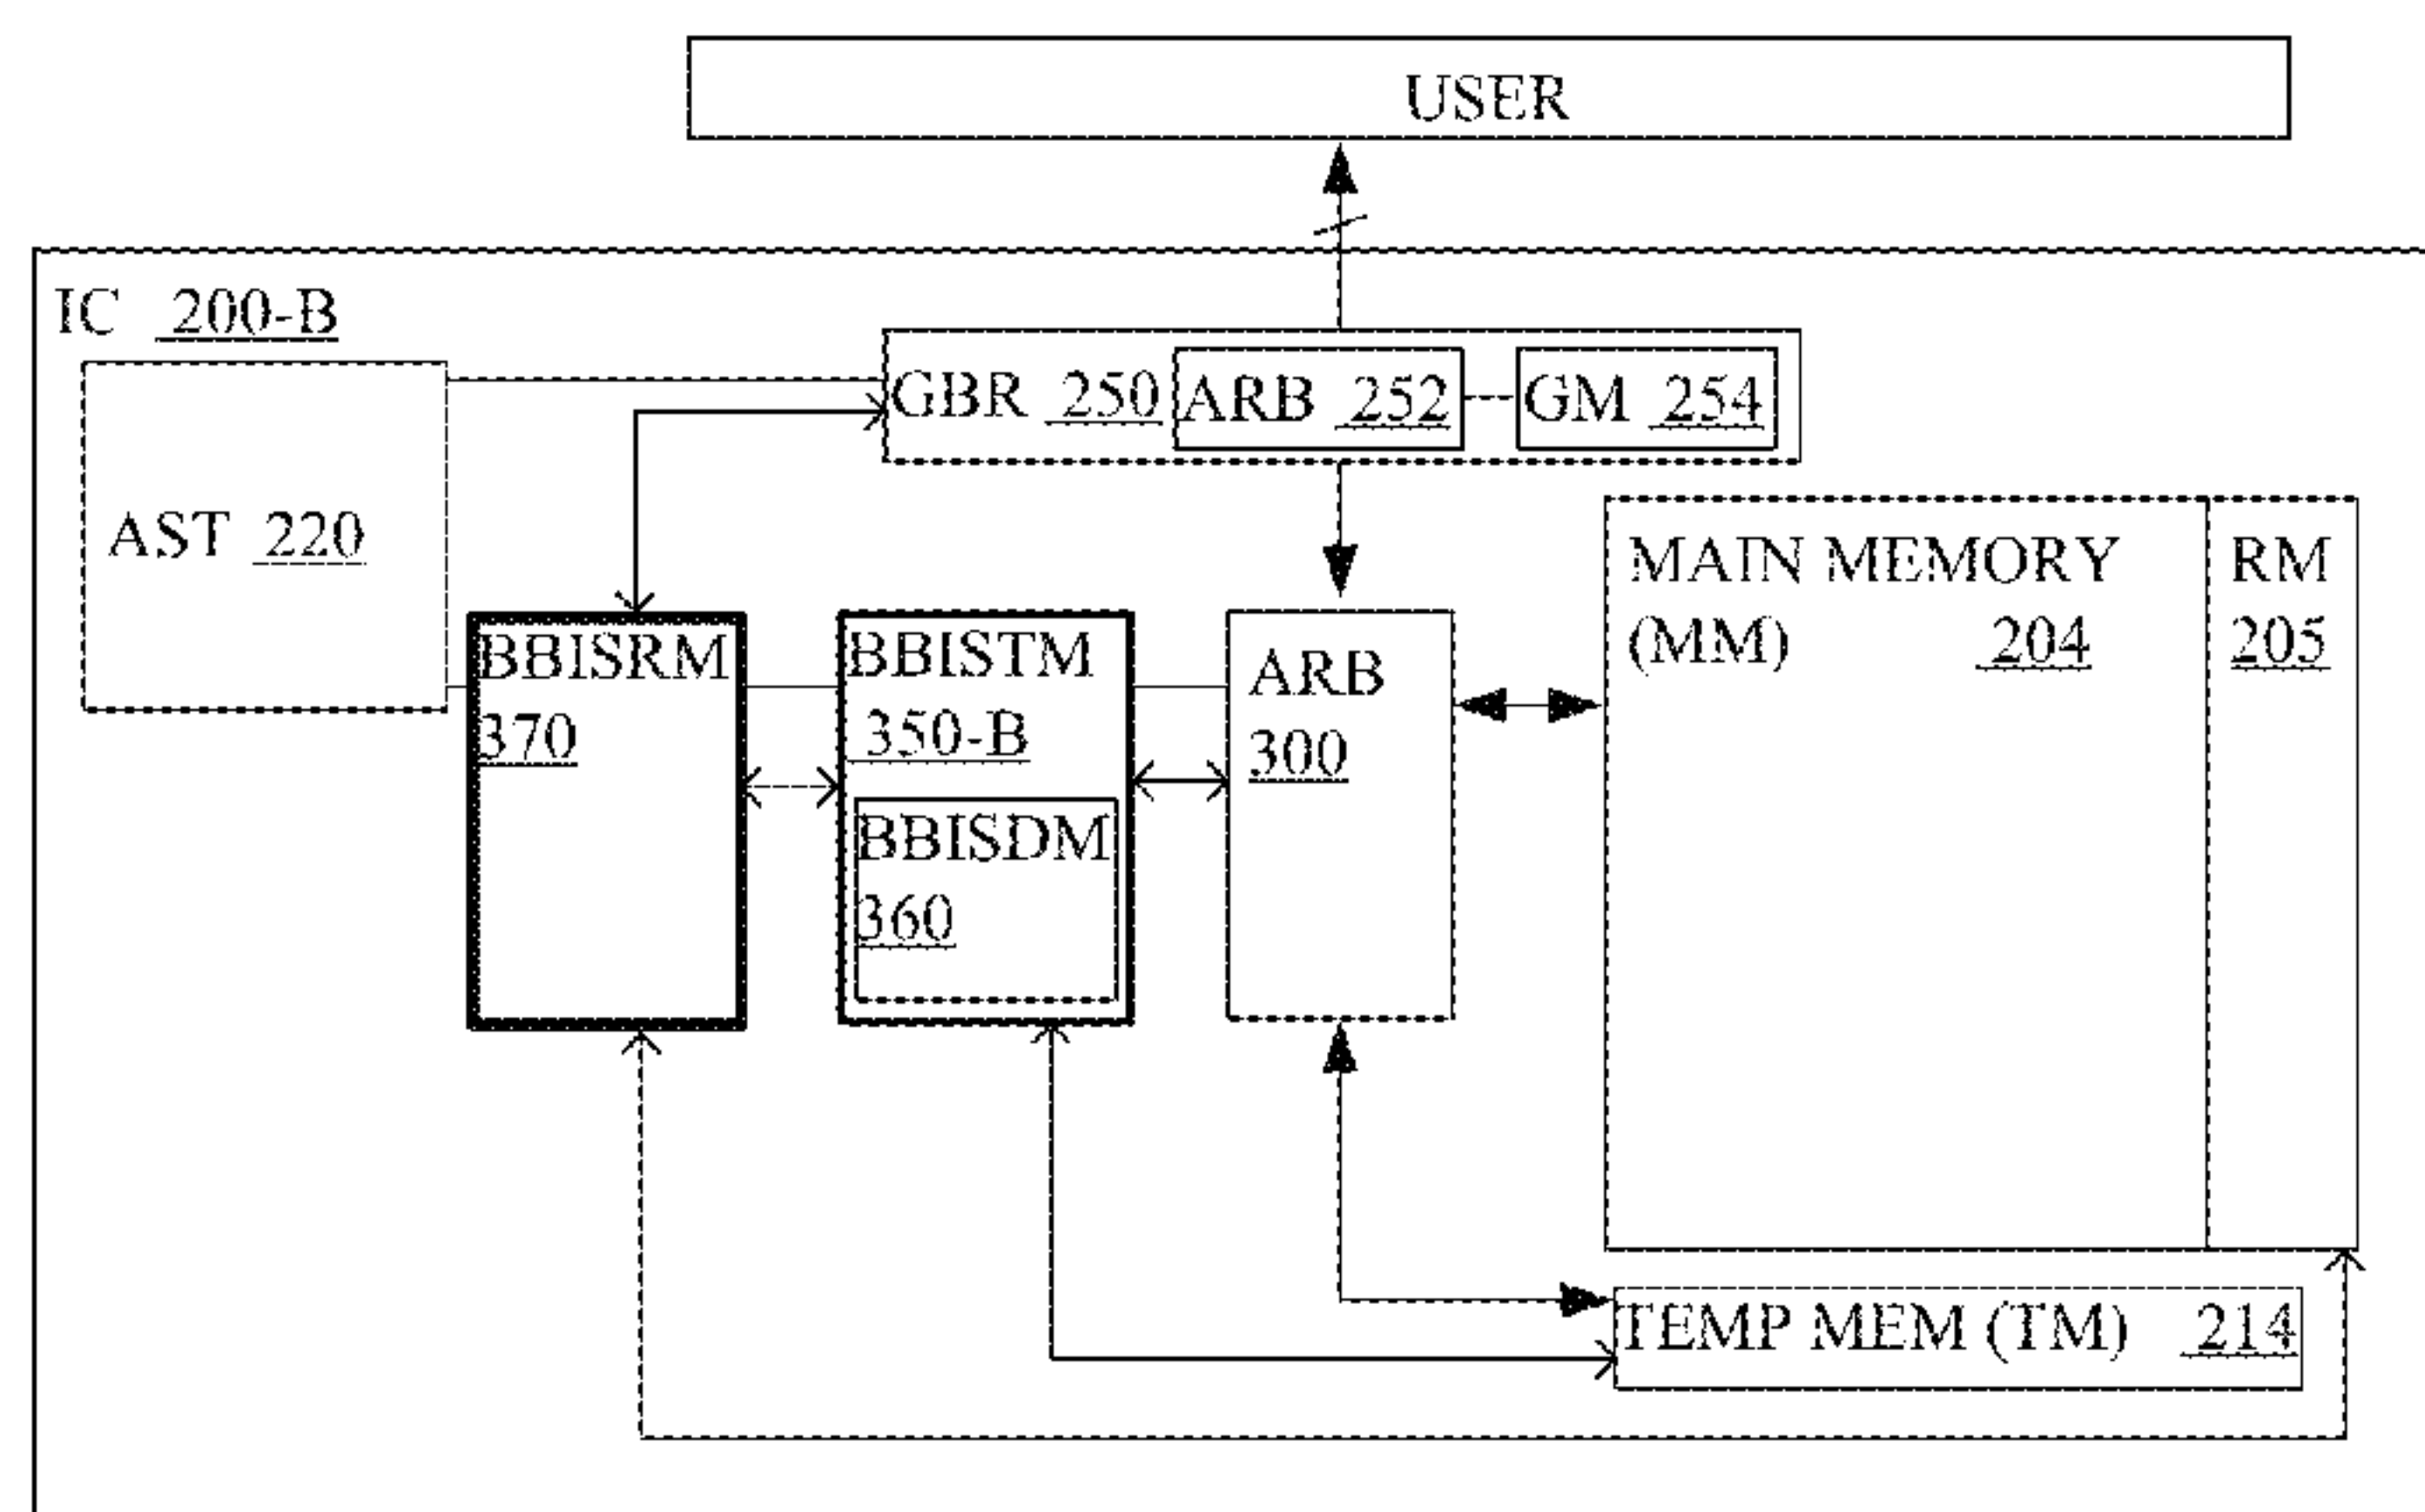 USER
IC 200-B
GBR 250 ARB 252 GM 254
AST 220
MAIN MEMORY
(MM) 204
RM
205
BBISRM
370
BBISTM
350-B
BBISDM
360
ARB
300
TEMP MEM (TM) 214